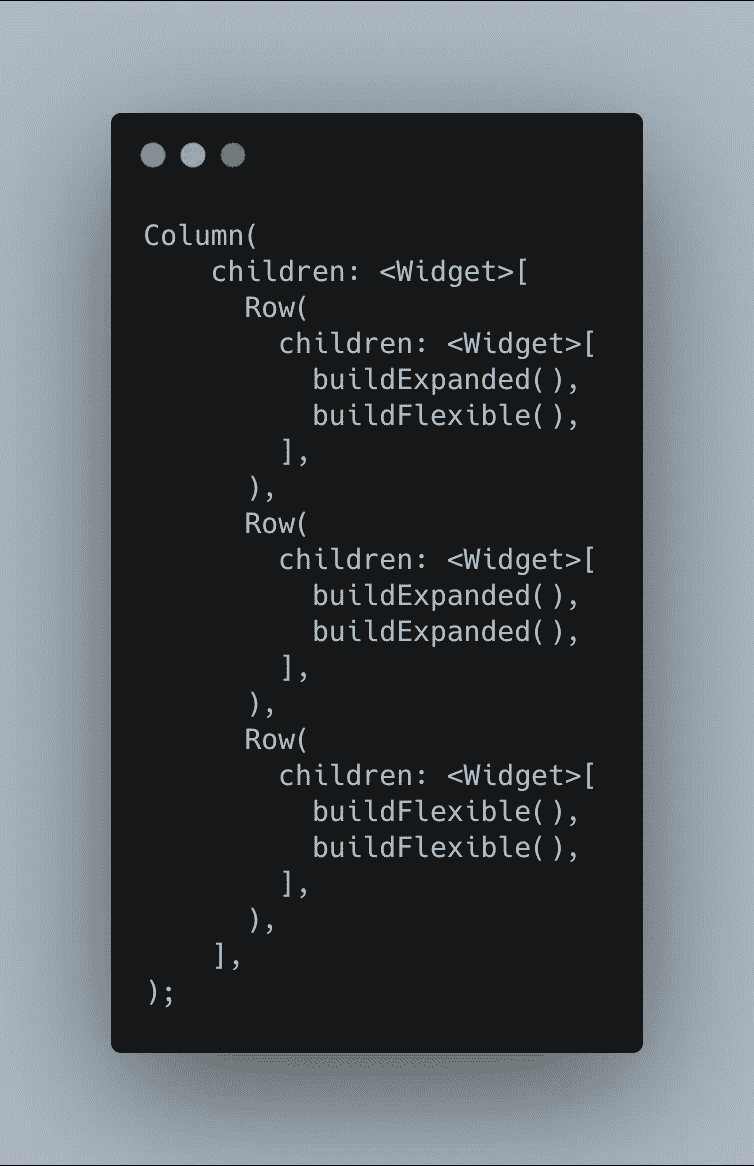 Column(
    children: <Widget>[
      Row(
        children: <Widget>[
          buildExpanded(),
          buildFlexible(),
        ],
      ),
      Row(
        children: <Widget>[
          buildExpanded(),
          buildExpanded(),
        ],
      ),
      Row(
        children: <Widget>[
          buildFlexible(),
          buildFlexible(),
        ],
      ),
    ],
);